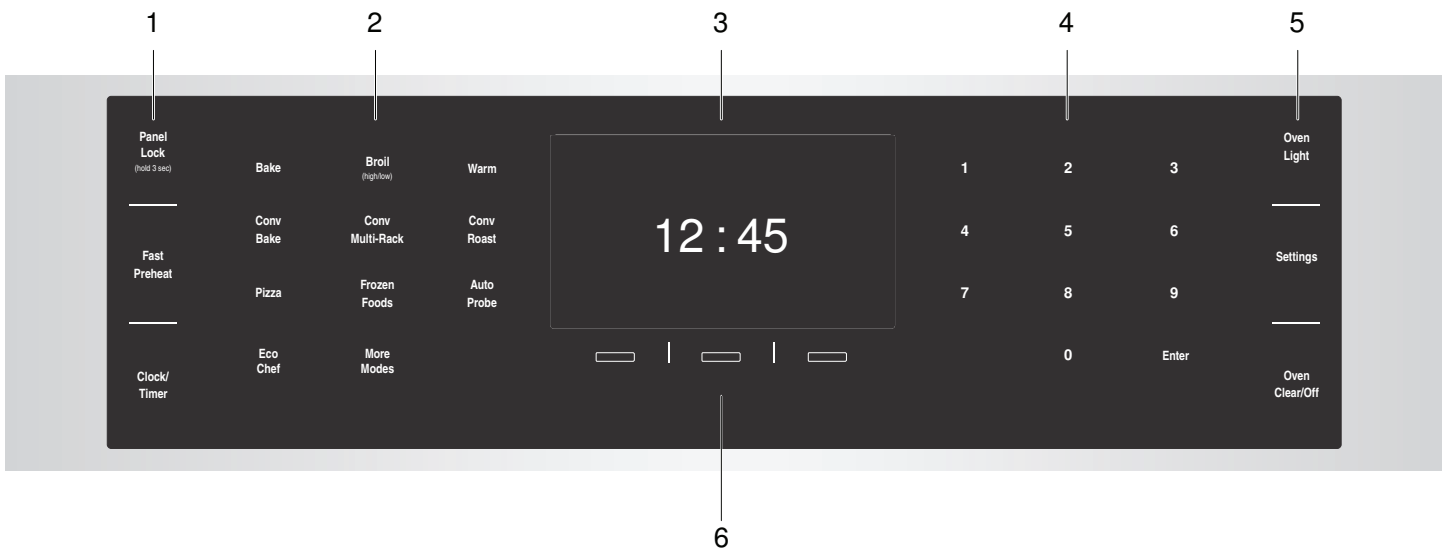 1 2 3 4 5
Panel
Lock
(hold 3 sec)
Fast
Preheat
Clock/
Timer
Bake
Broil
(high/low)
Warm
Conv
Bake
Conv
Multi-Rack
Conv
Roast
Pizza
Frozen
Foods
Auto
Probe
Eco
Chef
More
Modes
12 : 45
1 2 3
4 5 6
7 8 9
0 Enter
Oven
Light
Settings
Oven
Clear/Off
6